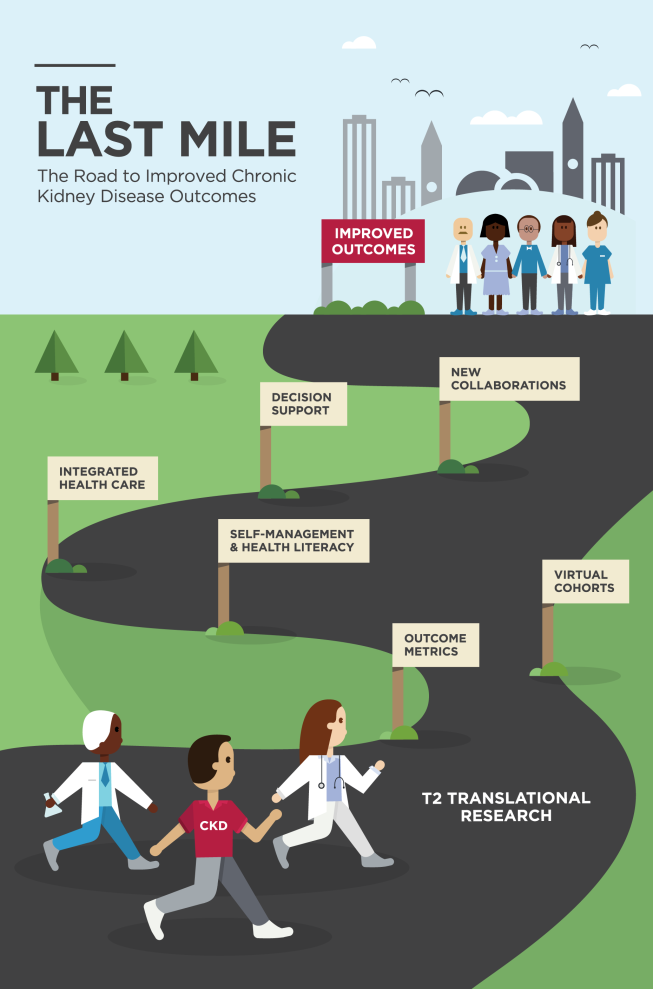 THE
LAST MILE
The Road to Improved Chronic
Kidney Disease Outcomes
IMPROVED
OUTCOMES
NEW
COLLABORATIONS
DECISION
SUPPORT
INTEGRATED
HEALTH CARE
SELF-MANAGEMENT
& HEALTH LITERACY
VIRTUAL
COHORTS
OUTCOME
METRICS
T2 TRANSLATIONAL
RESEARCH
CKD